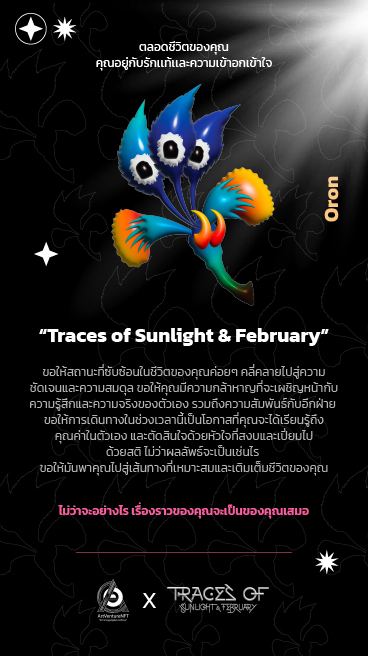 ตลอดชีวิตของคุณ
คุณอยู่กับรักแท้และความเข้าอกเข้าใจ
Oron
“Traces of Sunlight & February”
ขอให้สถานะที่ซับซ้อนในชีวิตของคุณค่อยๆ คลี่คลายไปสู่ความ
ชัดเจนและความสมดุล ขอให้คุณมีความกล้าหาญที่จะเผชิญหน้ากับ
ความรู้สึกและความจริงของตัวเอง รวมถึงความสัมพันธ์กับอีกฝ่าย
ขอให้การเดินทางในช่วงเวลานี้เป็นโอกาสที่คุณจะได้เรียนรู้ถึง
คุณค่าในตัวเอง และตัดสินใจด้วยหัวใจที่สงบและเปี่ยมไป
ด้วยสติ ไม่ว่าผลลัพธ์จะเป็นเช่นไร
ขอให้มันพาคุณไปสู่เส้นทางที่เหมาะสมและเติมเต็มชีวิตของคุณ
ไม่ว่าจะอย่างไร เรื่องราวของคุณจะเป็นของคุณเสมอ
ArtVentureNFT
X
TRACES OF
SUNLIGHT & FEBRUARY